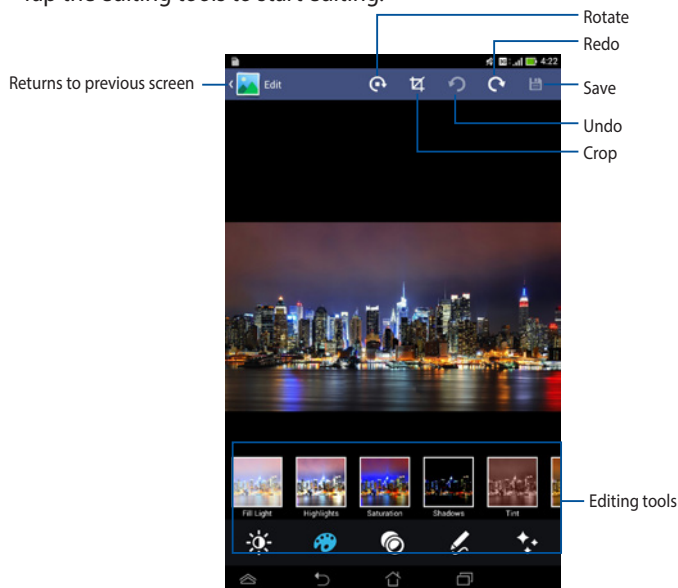 Tap the editing tools to start editing.
Rotate
Redo
4:22
Returns to previous screen
Edit
Save
Undo
Crop
Fill Light
Highlights
Saturation
Shadows
Tint
Editing tools